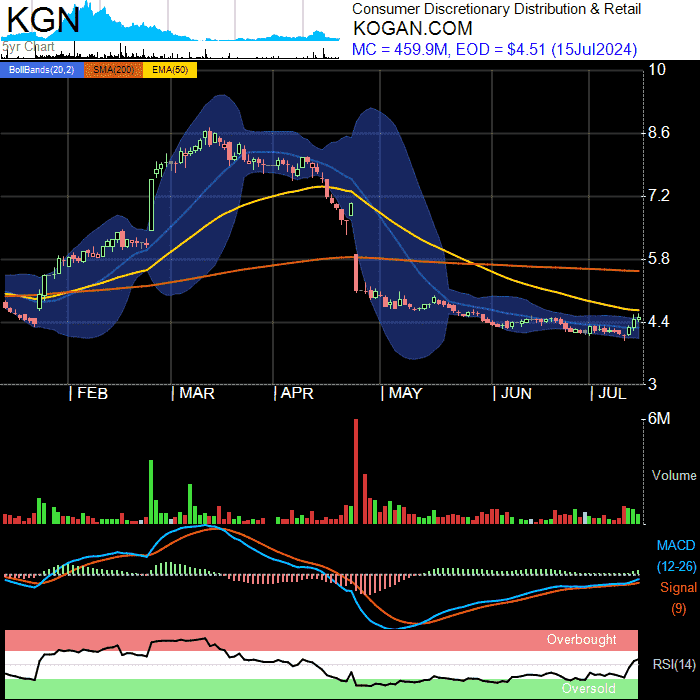 KGN
5yr Chart
Consumer Discretionary Distribution & Retail
KOGAN.COM
MC = 459.9M, EOD = $4.51 (15Jul2024)
BollBands(20,2) SMA(200) EMA(50)
10
8.6
7.2
5.8
4.4
3
| FEB | MAR | APR | MAY | JUN | JUL
6M
Volume
MACD
(12-26)
Signal
(9)
Overbought
RSI(14)
Oversold